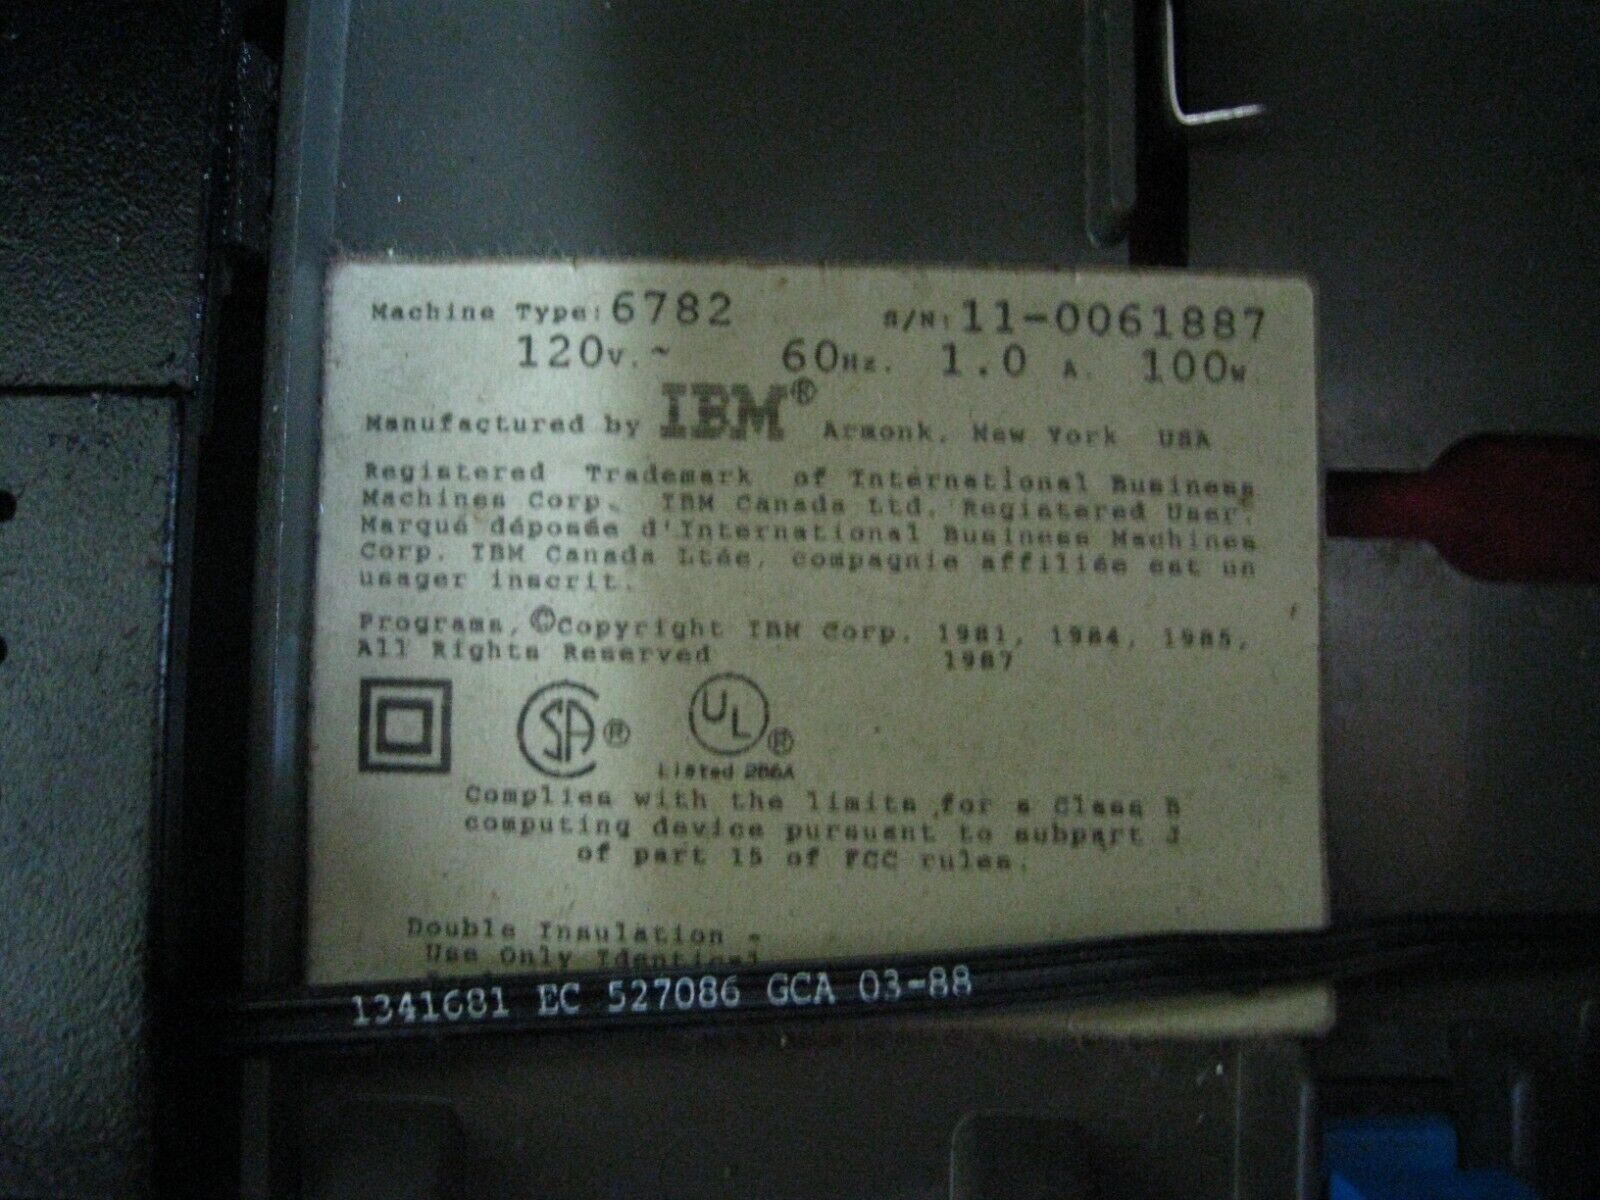 Machine Type: 6782 S/N: 11-0061887
120v. ~ 60Hz. 1.0 A. 100w
Manufactured by IBM® Armonk, New York USA
Registered Trademark of International Business
Machines Corp. IBM Canada Ltd. Registered User.
Marqué déposée d'International Business Machines
Corp. IBM Canada Ltée, compagnie affiliée est un
usager inscrit.
Programs, ©Copyright IBM Corp. 1981, 1984, 1985,
All Rights Reserved 1987
SA® UL®
Listed 286A
Complies with the limits for a Class B
computing device pursuant to subpart J
of part 15 of FCC rules.
Double Insulation -
Use Only Identical
1341681 EC 527086 GCA 03-88